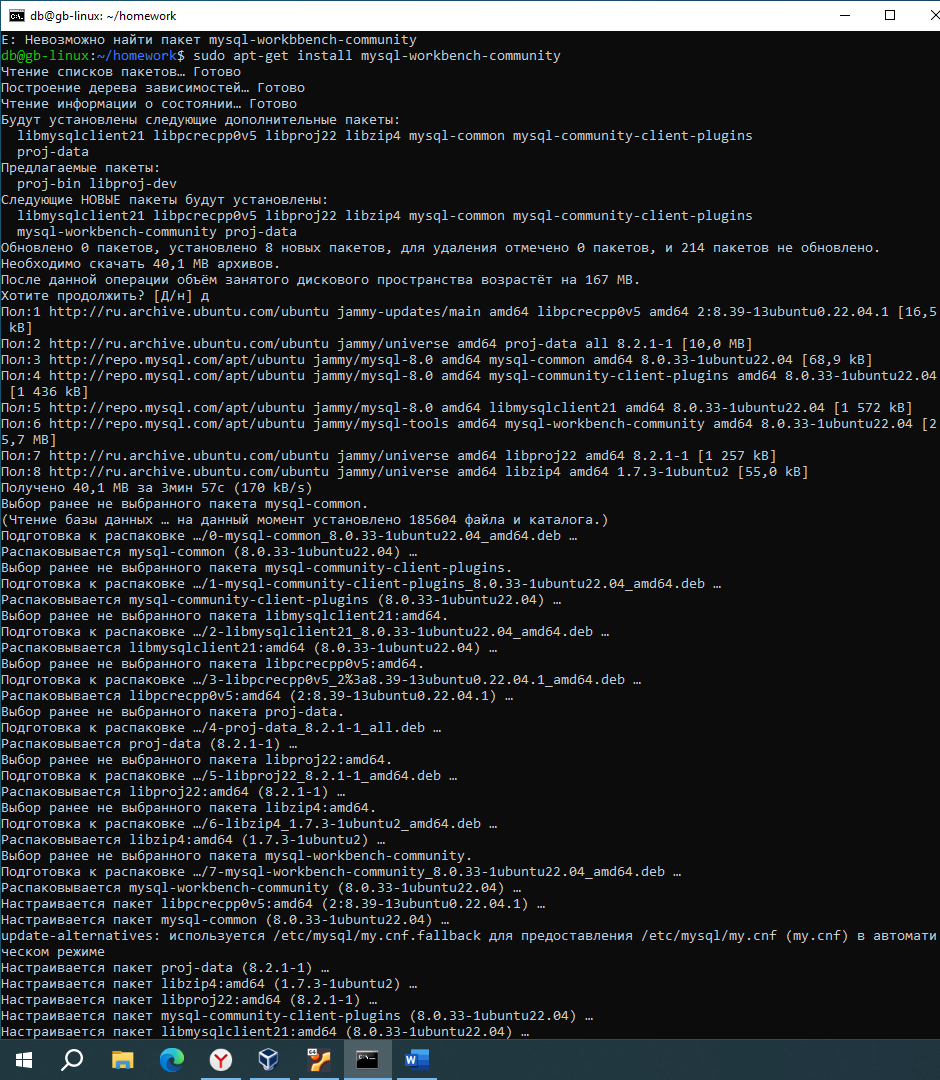 db@gb-linux: ~/homework
E: Невозможно найти пакет mysql-workbbench-community
db@gb-linux:~/homework$ sudo apt-get install mysql-workbench-community
Чтение списков пакетов… Готово
Построение дерева зависимостей… Готово
Чтение информации о состоянии… Готово
Будут установлены следующие дополнительные пакеты:
libmysqlclient21 libpcrecpp0v5 libproj22 libzip4 mysql-common mysql-community-client-plugins
proj-data
Предлагаемые пакеты:
proj-bin libproj-dev
Следующие НОВЫЕ пакеты будут установлены:
libmysqlclient21 libpcrecpp0v5 libproj22 libzip4 mysql-common mysql-community-client-plugins
mysql-workbench-community proj-data
Обновлено 0 пакетов, установлено 8 новых пакетов, для удаления отмечено 0 пакетов, и 214 пакетов не обновлено.
Необходимо скачать 40,1 MB архивов.
После данной операции объём занятого дискового пространства возрастёт на 167 MB.
Хотите продолжить? [Д/н] д
Пол:1 http://ru.archive.ubuntu.com/ubuntu jammy-updates/main amd64 libpcrecpp0v5 amd64 2:8.39-13ubuntu0.22.04.1 [16,5
kB]
Пол:2 http://ru.archive.ubuntu.com/ubuntu jammy/universe amd64 proj-data all 8.2.1-1 [10,0 MB]
Пол:3 http://repo.mysql.com/apt/ubuntu jammy/mysql-8.0 amd64 mysql-common amd64 8.0.33-1ubuntu22.04 [68,9 kB]
Пол:4 http://repo.mysql.com/apt/ubuntu jammy/mysql-8.0 amd64 mysql-community-client-plugins amd64 8.0.33-1ubuntu22.04
[1 436 kB]
Пол:5 http://repo.mysql.com/apt/ubuntu jammy/mysql-8.0 amd64 libmysqlclient21 amd64 8.0.33-1ubuntu22.04 [1 572 kB]
Пол:6 http://repo.mysql.com/apt/ubuntu jammy/mysql-tools amd64 mysql-workbench-community amd64 8.0.33-1ubuntu22.04 [2
5,7 MB]
Пол:7 http://ru.archive.ubuntu.com/ubuntu jammy/universe amd64 libproj22 amd64 8.2.1-1 [1 257 kB]
Пол:8 http://ru.archive.ubuntu.com/ubuntu jammy/universe amd64 libzip4 amd64 1.7.3-1ubuntu2 [55,0 kB]
Получено 40,1 MB за 3мин 57с (170 kB/s)
Выбор ранее не выбранного пакета mysql-common.
(Чтение базы данных … на данный момент установлено 185604 файла и каталога.)
Подготовка к распаковке …/0-mysql-common_8.0.33-1ubuntu22.04_amd64.deb …
Распаковывается mysql-common (8.0.33-1ubuntu22.04) …
Выбор ранее не выбранного пакета mysql-community-client-plugins.
Подготовка к распаковке …/1-mysql-community-client-plugins_8.0.33-1ubuntu22.04_amd64.deb …
Распаковывается mysql-community-client-plugins (8.0.33-1ubuntu22.04) …
Выбор ранее не выбранного пакета libmysqlclient21:amd64.
Подготовка к распаковке …/2-libmysqlclient21_8.0.33-1ubuntu22.04_amd64.deb …
Распаковывается libmysqlclient21:amd64 (8.0.33-1ubuntu22.04) …
Выбор ранее не выбранного пакета libpcrecpp0v5:amd64.
Подготовка к распаковке …/3-libpcrecpp0v5_2%3a8.39-13ubuntu0.22.04.1_amd64.deb …
Распаковывается libpcrecpp0v5:amd64 (2:8.39-13ubuntu0.22.04.1) …
Выбор ранее не выбранного пакета proj-data.
Подготовка к распаковке …/4-proj-data_8.2.1-1_all.deb …
Распаковывается proj-data (8.2.1-1) …
Выбор ранее не выбранного пакета libproj22:amd64.
Подготовка к распаковке …/5-libproj22_8.2.1-1_amd64.deb …
Распаковывается libproj22:amd64 (8.2.1-1) …
Выбор ранее не выбранного пакета libzip4:amd64.
Подготовка к распаковке …/6-libzip4_1.7.3-1ubuntu2_amd64.deb …
Распаковывается libzip4:amd64 (1.7.3-1ubuntu2) …
Выбор ранее не выбранного пакета mysql-workbench-community.
Подготовка к распаковке …/7-mysql-workbench-community_8.0.33-1ubuntu22.04_amd64.deb …
Распаковывается mysql-workbench-community (8.0.33-1ubuntu22.04) …
Настраивается пакет libpcrecpp0v5:amd64 (2:8.39-13ubuntu0.22.04.1) …
Настраивается пакет mysql-common (8.0.33-1ubuntu22.04) …
update-alternatives: используется /etc/mysql/my.cnf.fallback для предоставления /etc/mysql/my.cnf (my.cnf) в автомати
ческом режиме
Настраивается пакет proj-data (8.2.1-1) …
Настраивается пакет libzip4:amd64 (1.7.3-1ubuntu2) …
Настраивается пакет libproj22:amd64 (8.2.1-1) …
Настраивается пакет mysql-community-client-plugins (8.0.33-1ubuntu22.04) …
Настраивается пакет libmysqlclient21:amd64 (8.0.33-1ubuntu22.04) …